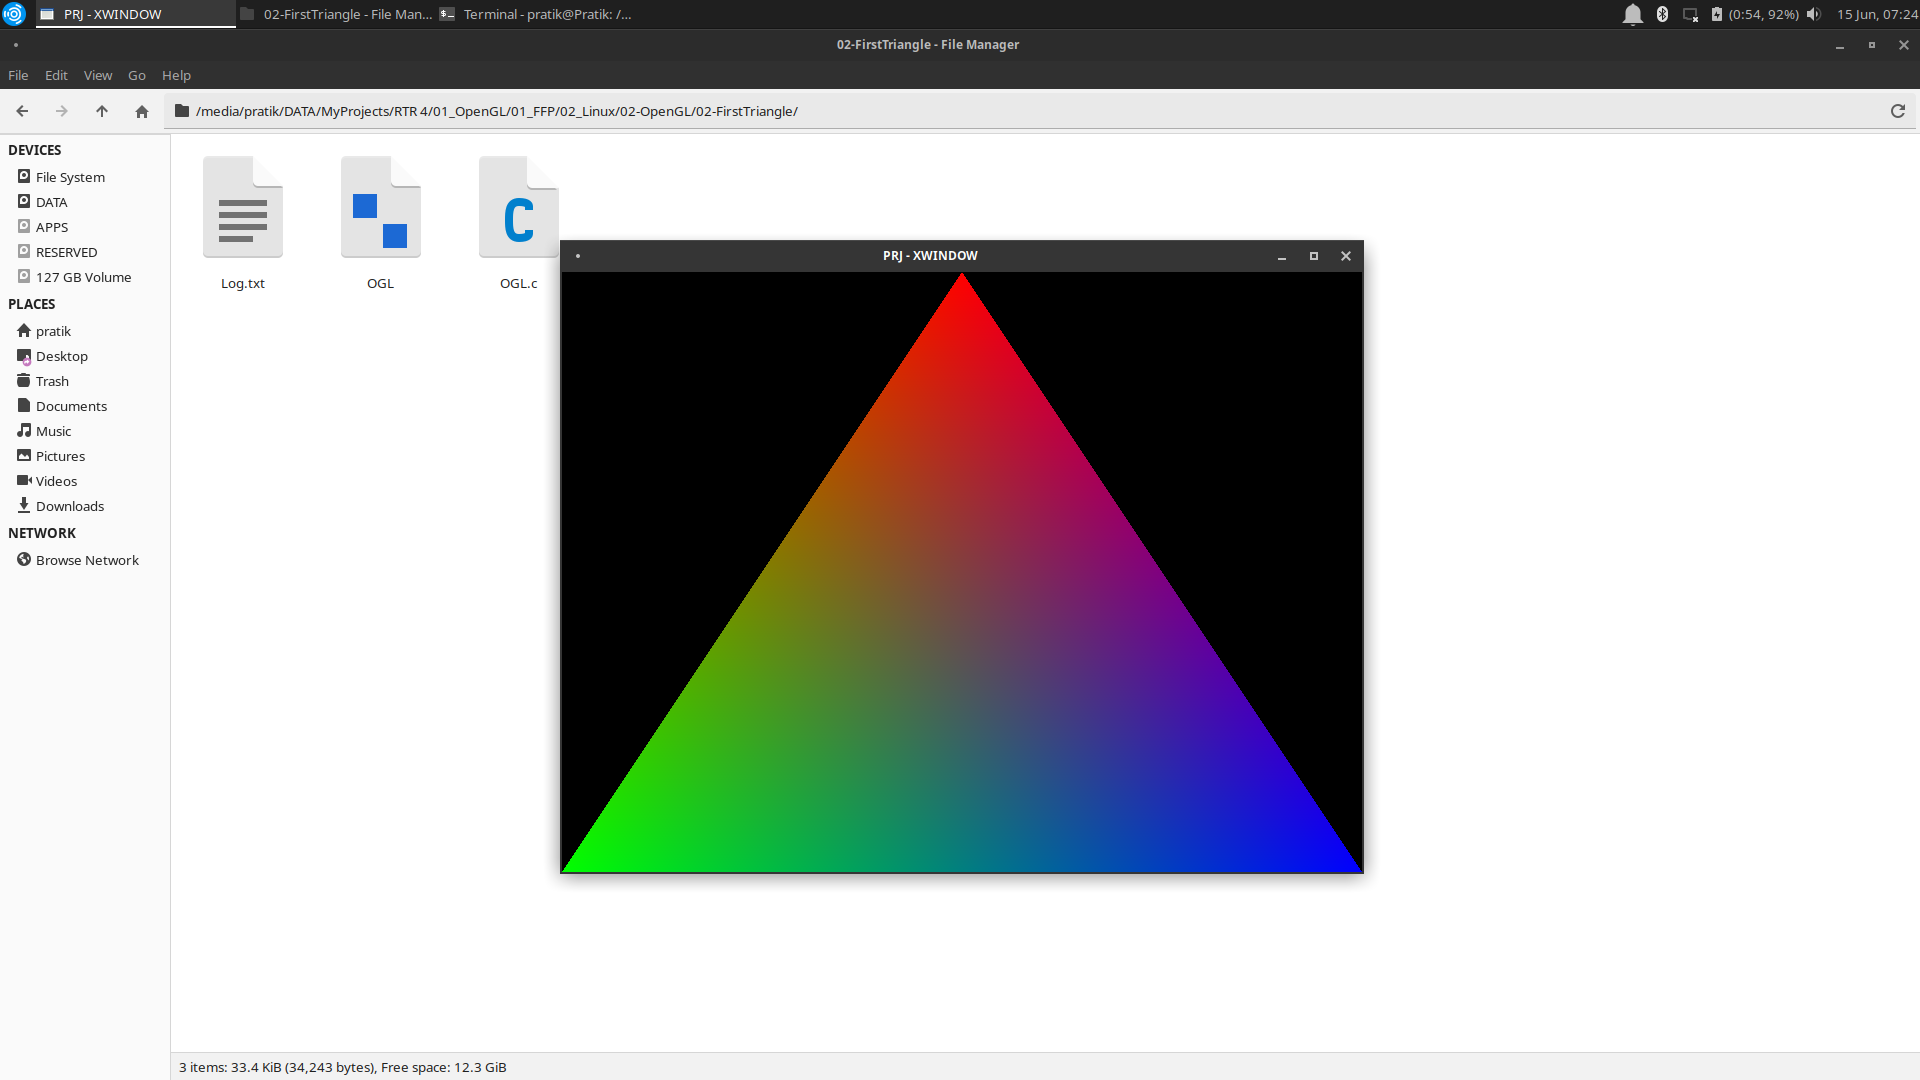 PRJ - XWINDOW
02-FirstTriangle - File Man...
Terminal - pratik@Pratik: /...
(0:54, 92%)
15 Jun, 07:24
02-FirstTriangle - File Manager
File Edit View Go Help
/media/pratik/DATA/MyProjects/RTR 4/01_OpenGL/01_FFP/02_Linux/02-OpenGL/02-FirstTriangle/
DEVICES
File System
DATA
APPS
RESERVED
127 GB Volume
PLACES
pratik
Desktop
Trash
Documents
Music
Pictures
Videos
Downloads
NETWORK
Browse Network
Log.txt
OGL
C
OGL.c
PRJ - XWINDOW
3 items: 33.4 KiB (34,243 bytes), Free space: 12.3 GiB